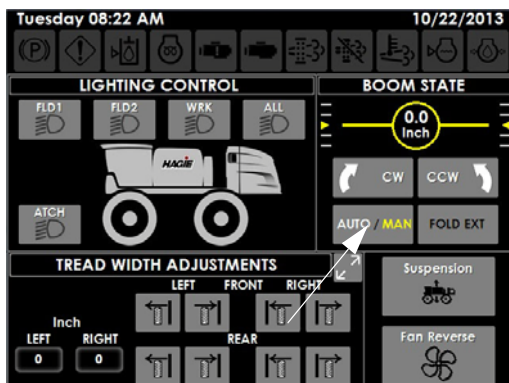 Tuesday 08:22 AM 10/22/2013
(P)
LIGHTING CONTROL
FLD1 FLD2 WRK ALL
HAGIE
ATCH
BOOM STATE
0.0
Inch
CW CCW
AUTO / MAN FOLD EXT
TREAD WIDTH ADJUSTMENTS
LEFT FRONT RIGHT
Inch
LEFT RIGHT
0 0
REAR
Suspension
Fan Reverse